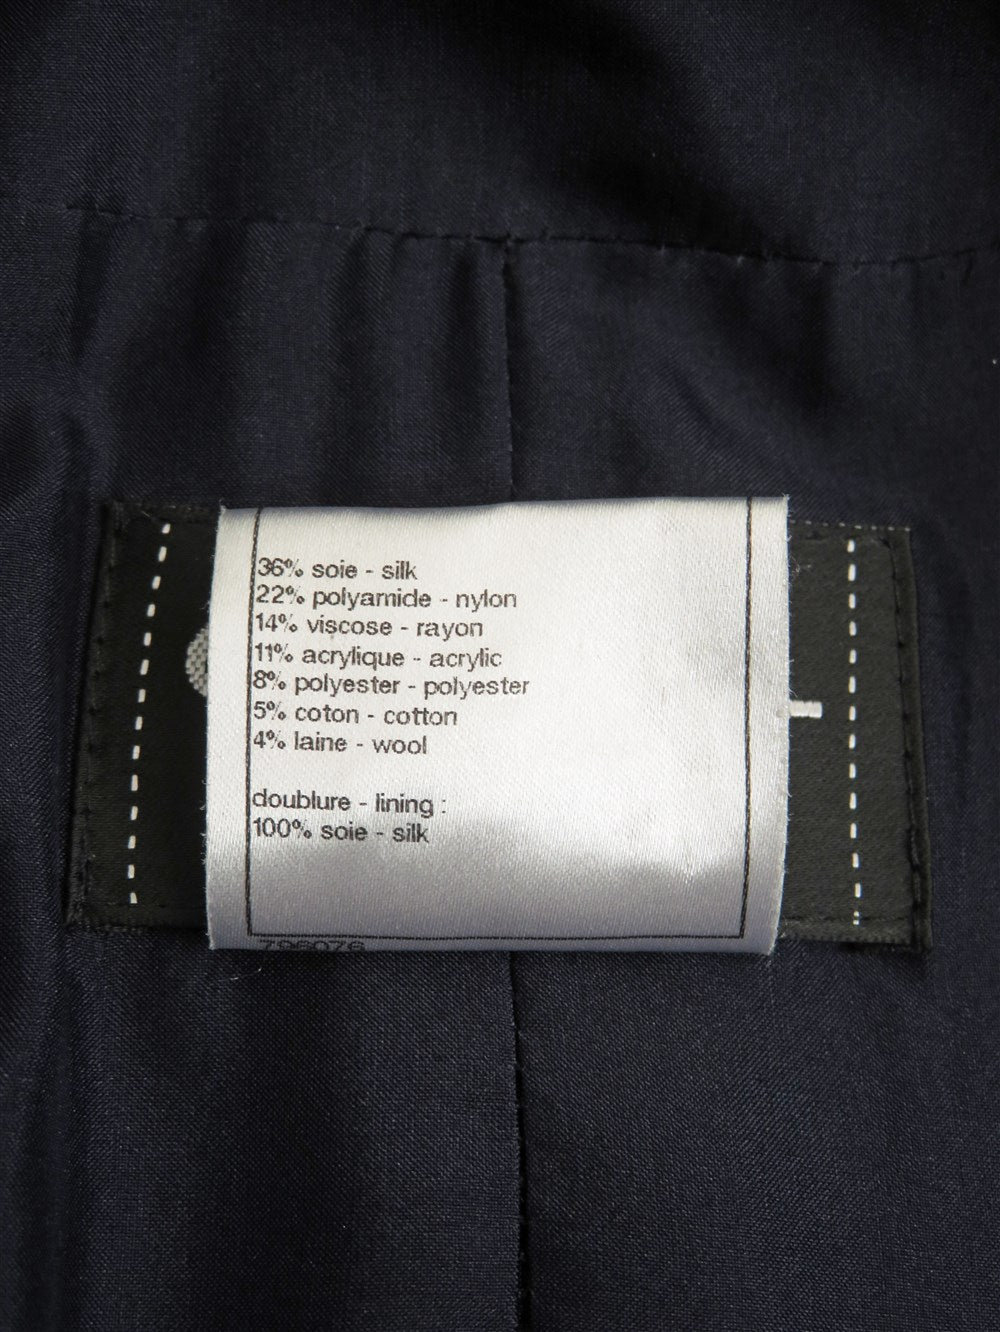 36% soie - silk
22% polyamide - nylon
14% viscose - rayon
11% acrylique - acrylic
8% polyester - polyester
5% coton - cotton
4% laine - wool
doublure - lining :
100% soie - silk
796076